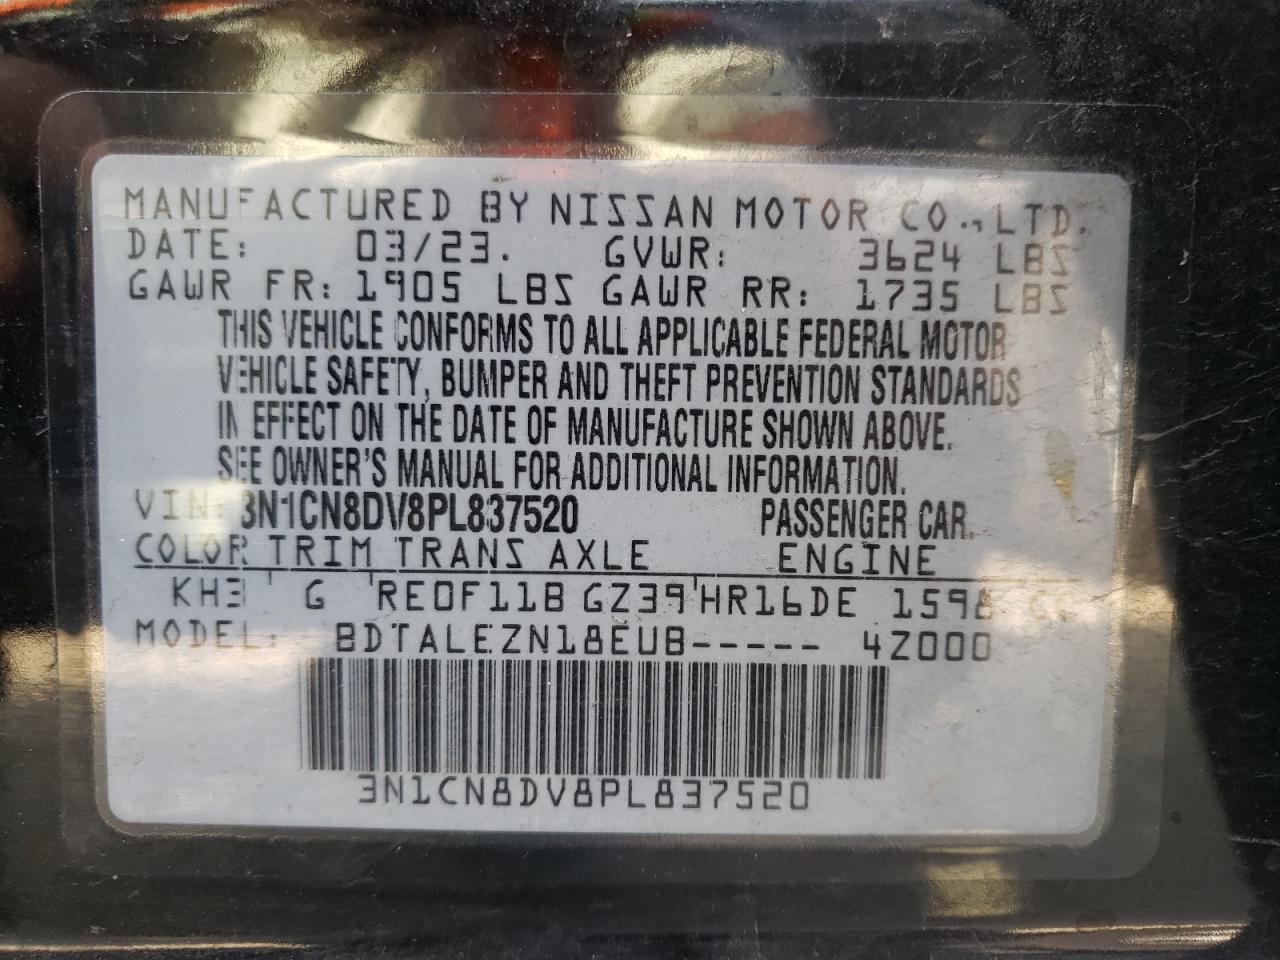 MANUFACTURED BY NISSAN MOTOR CO.,LTD.
DATE: 03/23. GVWR: 3624 LBS
GAWR FR: 1905 LBS GAWR RR: 1735 LBS
THIS VEHICLE CONFORMS TO ALL APPLICABLE FEDERAL MOTOR
VEHICLE SAFETY, BUMPER AND THEFT PREVENTION STANDARDS
IN EFFECT ON THE DATE OF MANUFACTURE SHOWN ABOVE.
SEE OWNER'S MANUAL FOR ADDITIONAL INFORMATION.
VIN: 3N1CN8DV8PL837520 PASSENGER CAR.
COLOR TRIM TRANS AXLE ENGINE
KH3 G RE0F11B GZ39 HR16DE 1598 CC
MODEL: BDTALEZN18EUB----- 4Z000
3N1CN8DV8PL837520